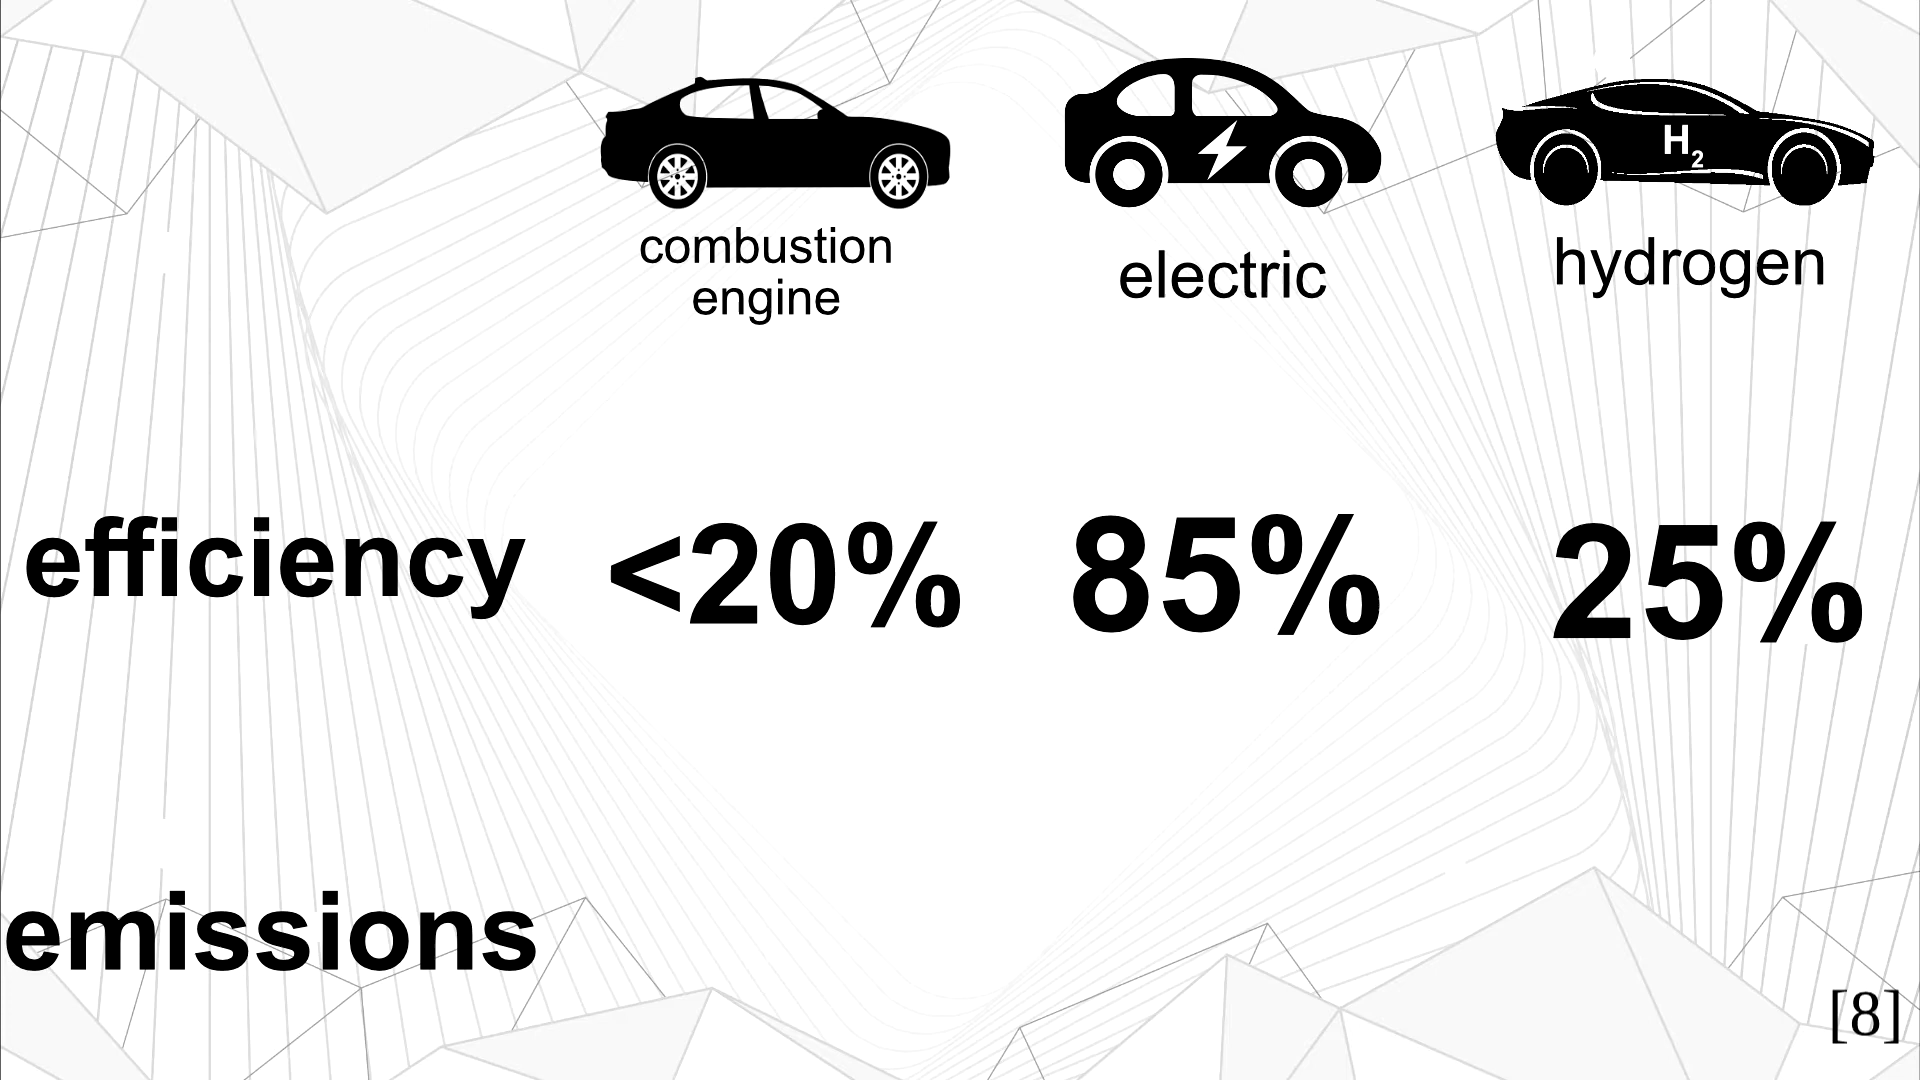 H2
combustion
engine
electric
hydrogen
efficiency <20% 85% 25%
emissions
[8]